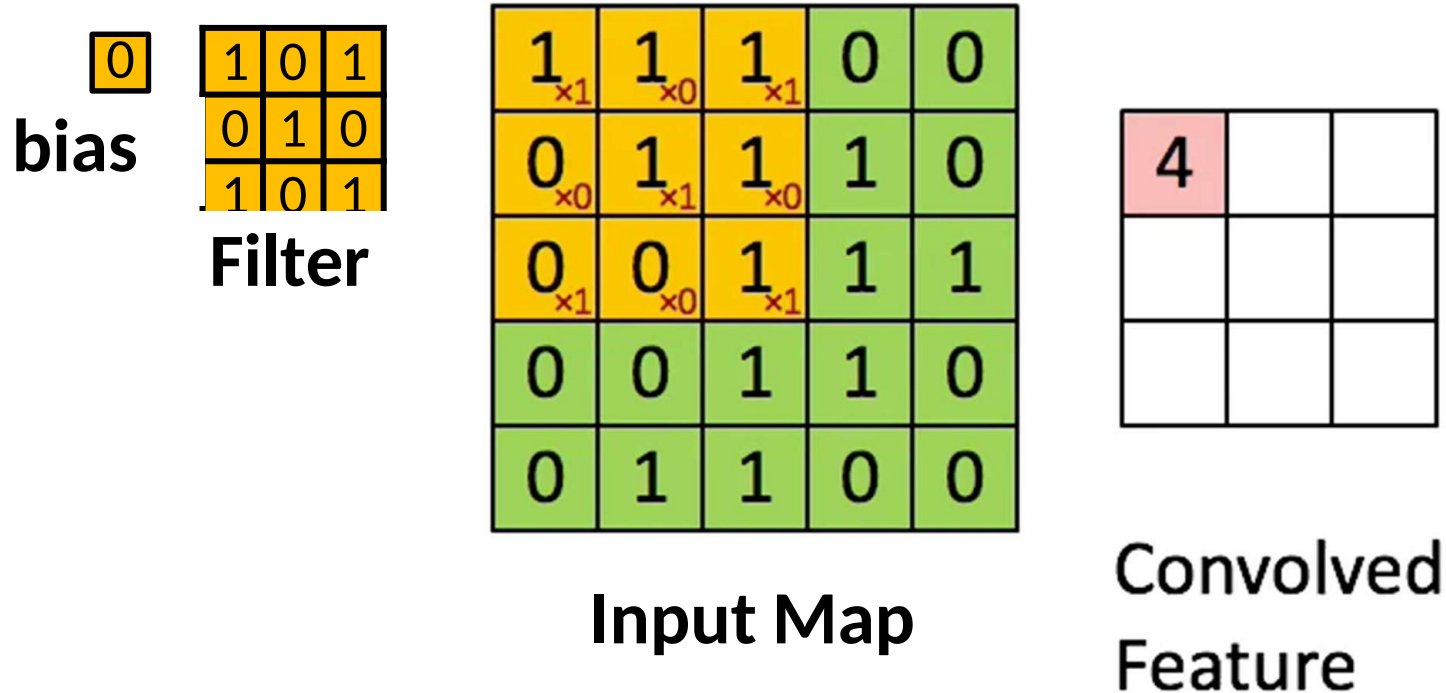 0
bias
1 0 1
0 1 0
1 0 1
Filter
1×1 1×0 1×1 0 0
0×0 1×1 1×0 1 0
0×1 0×0 1×1 1 1
0 0 1 1 0
0 1 1 0 0
Input Map
4
Convolved
Feature